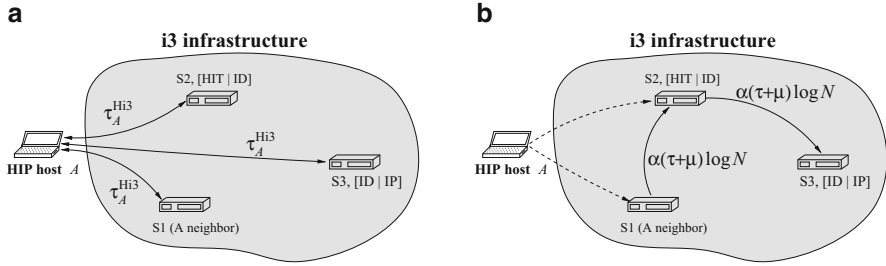 a
i3 infrastructure
S2, [HIT | ID]
τ_A^Hi3
τ_A^Hi3
HIP host A
τ_A^Hi3
S3, [ID | IP]
S1 (A neighbor)
b
i3 infrastructure
S2, [HIT | ID]
α(τ+μ) log N
HIP host A
α(τ+μ) log N
S3, [ID | IP]
S1 (A neighbor)